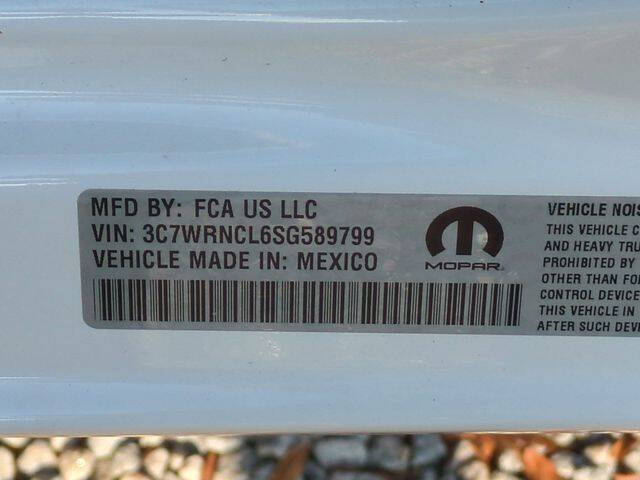 MFD BY: FCA US LLC
VIN: 3C7WRNCL6SG589799
VEHICLE MADE IN: MEXICO
MOPAR
VEHICLE NOIS
THIS VEHICLE C
AND HEAVY TRU
PROHIBITED BY
OTHER THAN FO
CONTROL DEVICE
THIS VEHICLE IN
AFTER SUCH DEVI